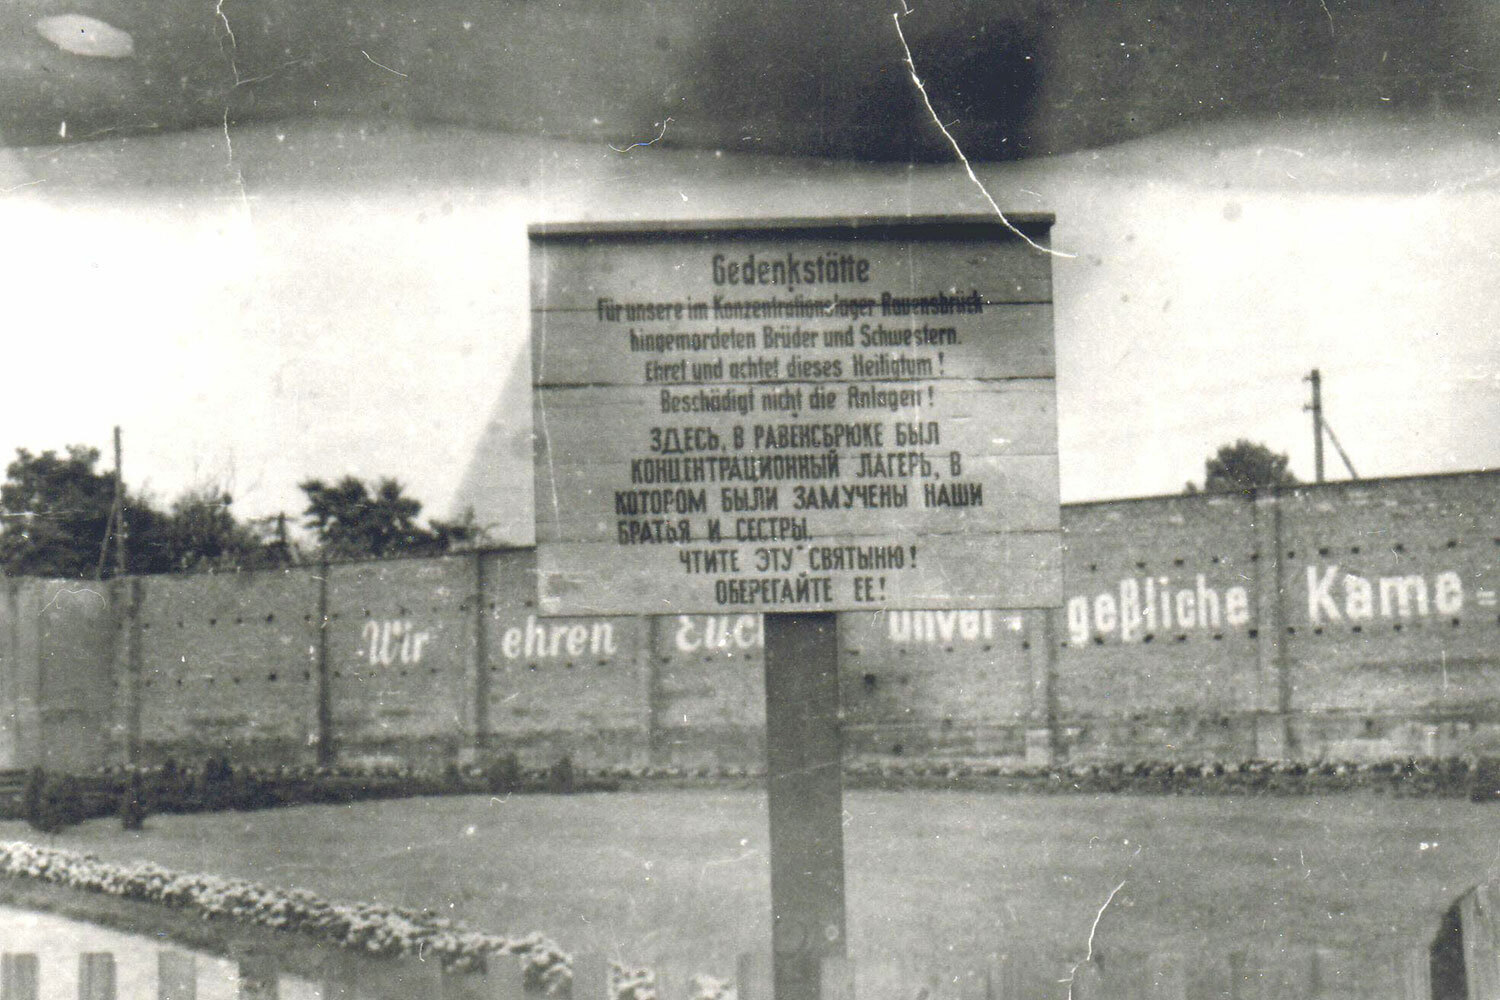 Gedenkstätte
Für unsere im Konzentrationslager Ravensbrück
hingemordeten Brüder und Schwestern.
Ehret und achtet dieses Heiligtum!
Beschädigt nicht die Anlagen!
ЗДЕСЬ, В РАВЕНСБРЮКЕ БЫЛ
КОНЦЕНТРАЦИОННЫЙ ЛАГЕРЬ, В
КОТОРОМ БЫЛИ ЗАМУЧЕНЫ НАШИ
БРАТЬЯ И СЕСТРЫ.
ЧТИТЕ ЭТУ СВЯТЫНЮ!
ОБЕРЕГАЙТЕ ЕЕ!
Wir ehren Euch unver- geßliche Kame=